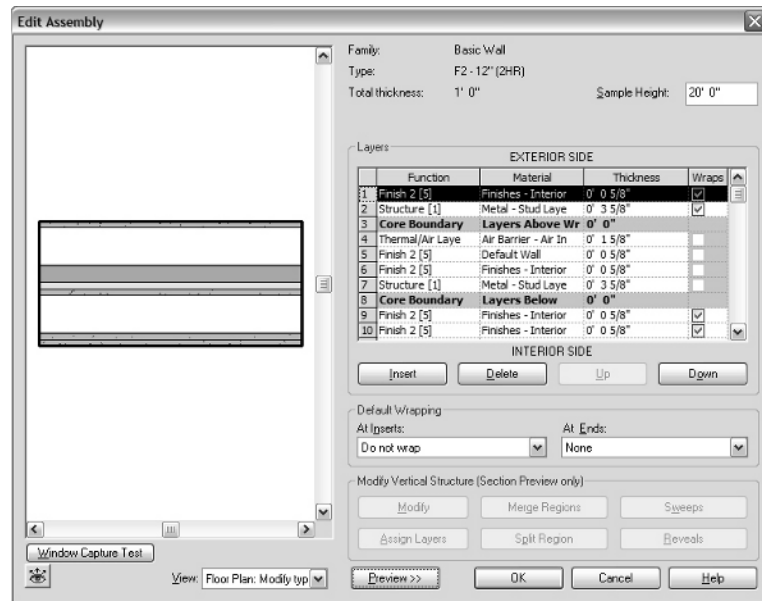 Edit Assembly
Family: Basic Wall
Type: F2 - 12" (2HR)
Total thickness: 1' 0" Sample Height: 20' 0"
Layers
EXTERIOR SIDE
Function Material Thickness Wraps
1 Finish 2 [5] Finishes - Interior 0' 0 5/8"
2 Structure [1] Metal - Stud Laye 0' 3 5/8"
3 Core Boundary Layers Above Wr 0' 0"
4 Thermal/Air Laye Air Barrier - Air In 0' 1 5/8"
5 Finish 2 [5] Default Wall 0' 0 5/8"
6 Finish 2 [5] Finishes - Interior 0' 0 5/8"
7 Structure [1] Metal - Stud Laye 0' 3 5/8"
8 Core Boundary Layers Below 0' 0"
9 Finish 2 [5] Finishes - Interior 0' 0 5/8"
10 Finish 2 [5] Finishes - Interior 0' 0 5/8"
INTERIOR SIDE
Insert Delete Up Down
Default Wrapping
At Inserts: At Ends:
Do not wrap None
Modify Vertical Structure (Section Preview only)
Modify Merge Regions Sweeps
Assign Layers Split Region Reveals
Window Capture Test
View: Floor Plan: Modify typ Preview >> OK Cancel Help